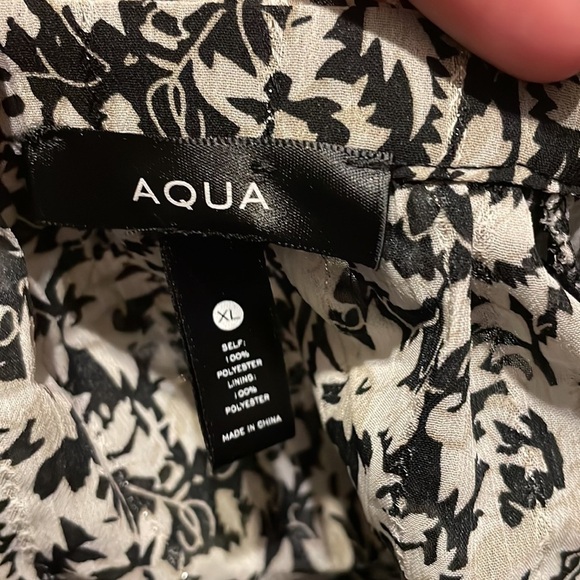 AQUA
XL
SELF:
100%
POLYESTER
LINING:
100%
POLYESTER
MADE IN CHINA